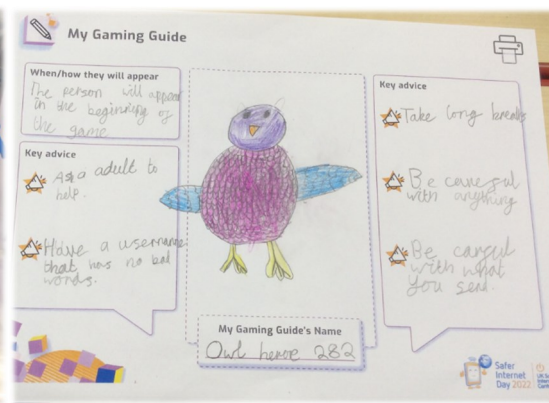 My Gaming Guide
When/how they will appear
The person will appear
in the beginning of
the game
Key advice
Ask a adult to
help.
Have a username
that has no bad
words.
My Gaming Guide's Name
Owl heroe 282
Key advice
Take long breaks
Be careful
with anything
Be carful
with what
you send.
Safer
Internet
Day 2022